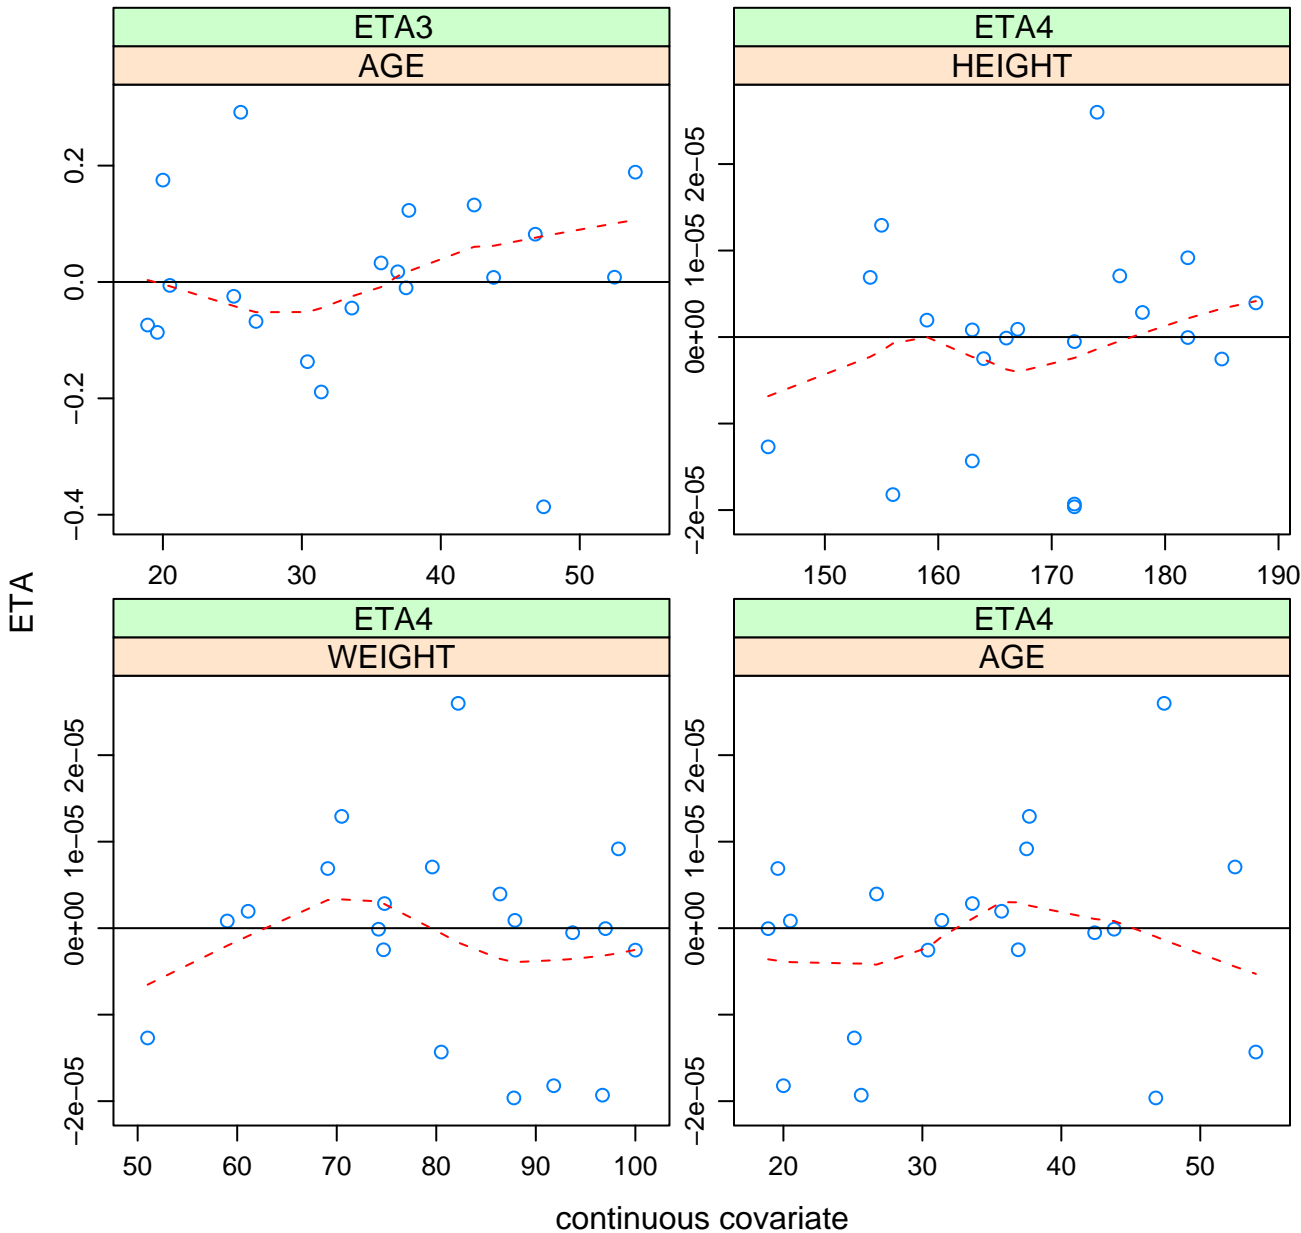 ETA3
AGE
0.2
0.0
−0.2
−0.4
20 30 40 50
ETA4
HEIGHT
2e−05
1e−05
0e+00
−2e−05
150 160 170 180 190
ETA
ETA4
WEIGHT
2e−05
1e−05
0e+00
−2e−05
50 60 70 80 90 100
ETA4
AGE
2e−05
1e−05
0e+00
−2e−05
20 30 40 50
continuous covariate